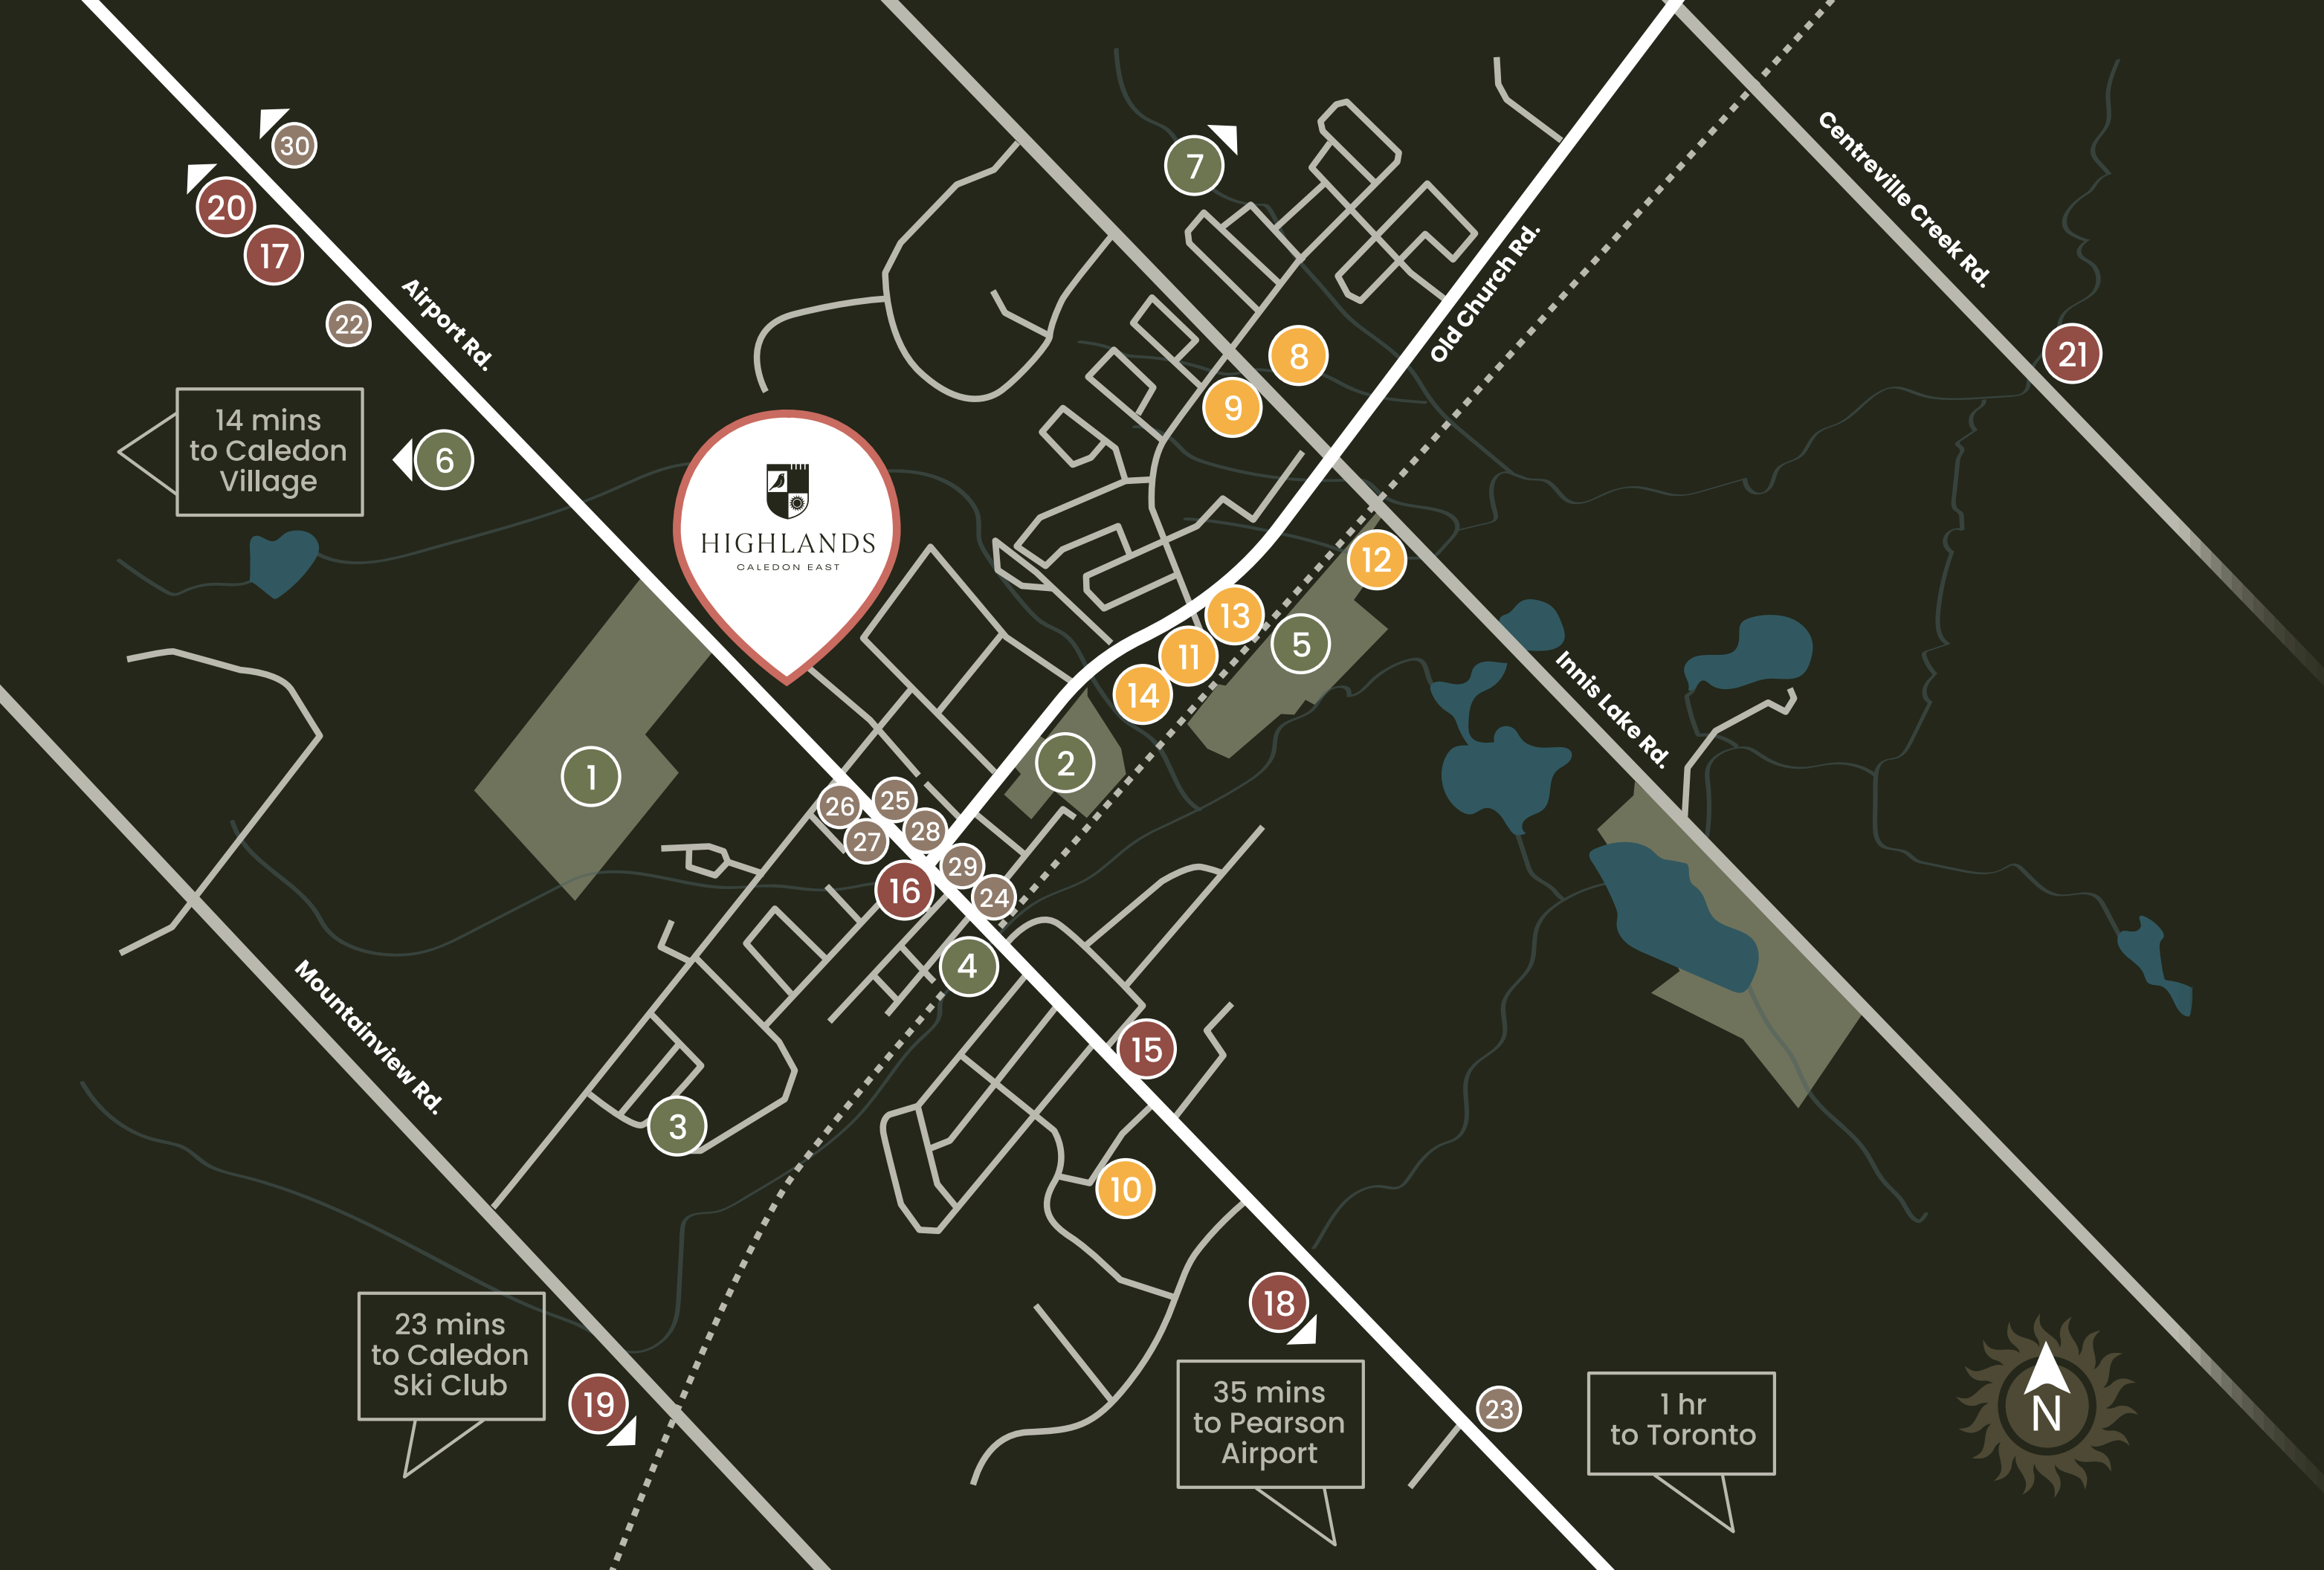 30
20
17
22
Airport Rd.
14 mins
to Caledon
Village
6
7
Old Church Rd.
Centreville Creek Rd.
21
8
9
HIGHLANDS
CALEDON EAST
12
13
11
14
5
Innis Lake Rd.
1
2
26
25
27
28
29
16
24
4
Mountainview Rd.
3
15
10
18
23 mins
to Caledon
Ski Club
19
35 mins
to Pearson
Airport
23
1 hr
to Toronto
N